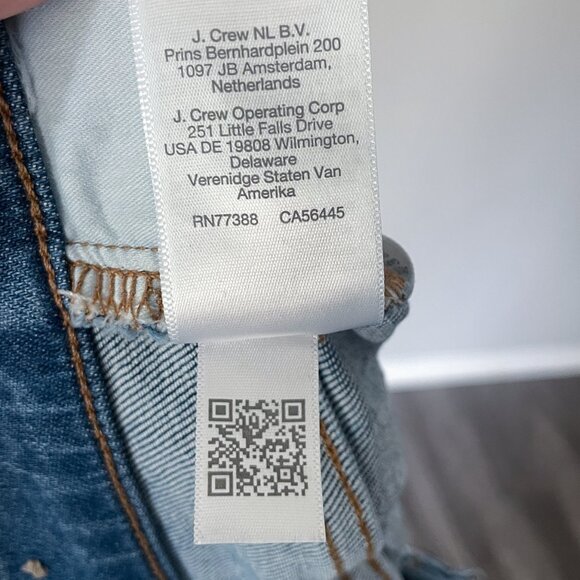 J. Crew NL B.V.
Prins Bernhardplein 200
1097 JB Amsterdam,
Netherlands
J. Crew Operating Corp
251 Little Falls Drive
USA DE 19808 Wilmington,
Delaware
Verenidge Staten Van
Amerika
RN77388 CA56445